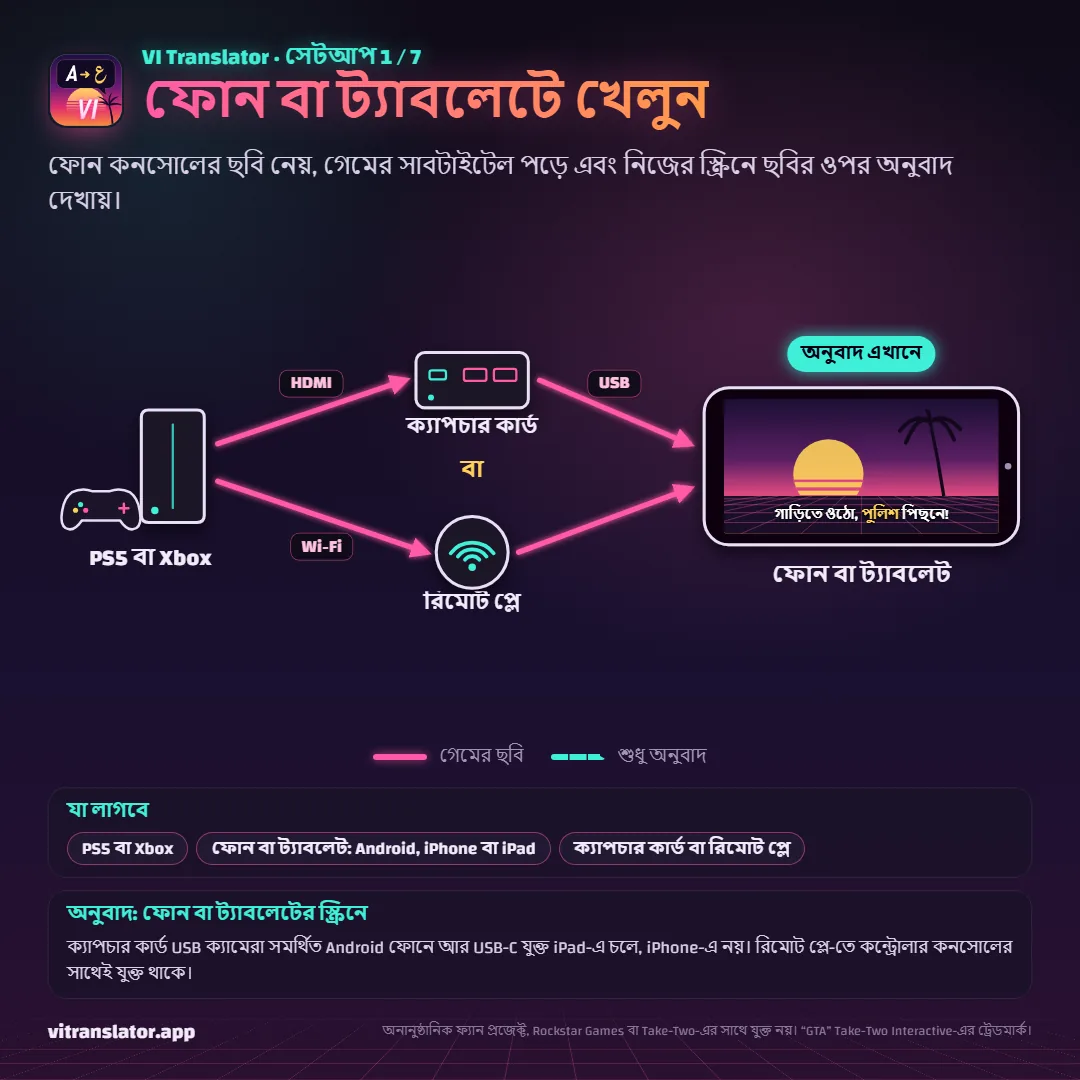 A→ع
VI
VI Translator · সেটআপ 1 / 7
ফোন বা ট্যাবলেটে খেলুন
ফোন কনসোলের ছবি নেয়, গেমের সাবটাইটেল পড়ে এবং নিজের স্ক্রিনে ছবির ওপর অনুবাদ
দেখায়।
অনুবাদ এখানে
HDMI
USB
ক্যাপচার কার্ড
বা
গাড়িতে ওঠো, পুলিশ পিছনে!
Wi-Fi
PS5 বা Xbox
ফোন বা ট্যাবলেট
রিমোট প্লে
গেমের ছবি
শুধু অনুবাদ
যা লাগবে
PS5 বা Xbox
ফোন বা ট্যাবলেট: Android, iPhone বা iPad
ক্যাপচার কার্ড বা রিমোট প্লে
অনুবাদ: ফোন বা ট্যাবলেটের স্ক্রিনে
ক্যাপচার কার্ড USB ক্যামেরা সমর্থিত Android ফোনে আর USB-C যুক্ত iPad-এ চলে, iPhone-এ নয়। রিমোট প্লে-তে কন্ট্রোলার কনসোলের
সাথেই যুক্ত থাকে।
vitranslator.app
অনানুষ্ঠানিক ফ্যান প্রজেক্ট, Rockstar Games বা Take-Two-এর সাথে যুক্ত নয়। “GTA” Take-Two Interactive-এর ট্রেডমার্ক।